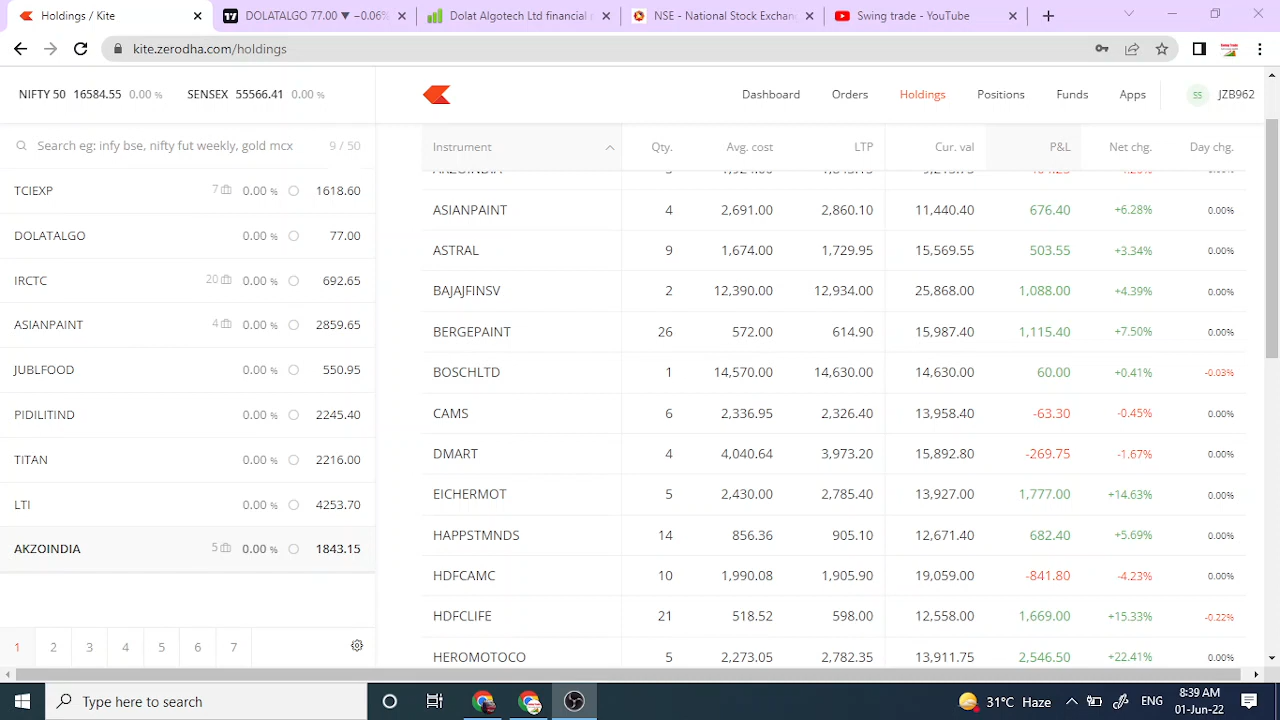 Holdings / Kite
DOLATALGO 77.00 ▼ −0.06%
Dolat Algotech Ltd financial r
NSE - National Stock Exchan
Swing trade - YouTube
kite.zerodha.com/holdings
NIFTY 50 16584.55 0.00 % SENSEX 55566.41 0.00 %
Dashboard Orders Holdings Positions Funds Apps SS JZB962
Search eg: infy bse, nifty fut weekly, gold mcx 9 / 50
TCIEXP 7 0.00 % 1618.60
DOLATALGO 0.00 % 77.00
IRCTC 20 0.00 % 692.65
ASIANPAINT 4 0.00 % 2859.65
JUBLFOOD 0.00 % 550.95
PIDILITIND 0.00 % 2245.40
TITAN 0.00 % 2216.00
LTI 0.00 % 4253.70
AKZOINDIA 5 0.00 % 1843.15
1 2 3 4 5 6 7
Instrument Qty. Avg. cost LTP Cur. val P&L Net chg. Day chg.
ASIANPAINT 4 2,691.00 2,860.10 11,440.40 676.40 +6.28% 0.00%
ASTRAL 9 1,674.00 1,729.95 15,569.55 503.55 +3.34% 0.00%
BAJAJFINSV 2 12,390.00 12,934.00 25,868.00 1,088.00 +4.39% 0.00%
BERGEPAINT 26 572.00 614.90 15,987.40 1,115.40 +7.50% 0.00%
BOSCHLTD 1 14,570.00 14,630.00 14,630.00 60.00 +0.41% -0.03%
CAMS 6 2,336.95 2,326.40 13,958.40 -63.30 -0.45% 0.00%
DMART 4 4,040.64 3,973.20 15,892.80 -269.75 -1.67% 0.00%
EICHERMOT 5 2,430.00 2,785.40 13,927.00 1,777.00 +14.63% 0.00%
HAPPSTMNDS 14 856.36 905.10 12,671.40 682.40 +5.69% 0.00%
HDFCAMC 10 1,990.08 1,905.90 19,059.00 -841.80 -4.23% 0.00%
HDFCLIFE 21 518.52 598.00 12,558.00 1,669.00 +15.33% -0.22%
HEROMOTOCO 5 2,273.05 2,782.35 13,911.75 2,546.50 +22.41% 0.00%
Type here to search
31°C Haze ENG 8:39 AM
01-Jun-22